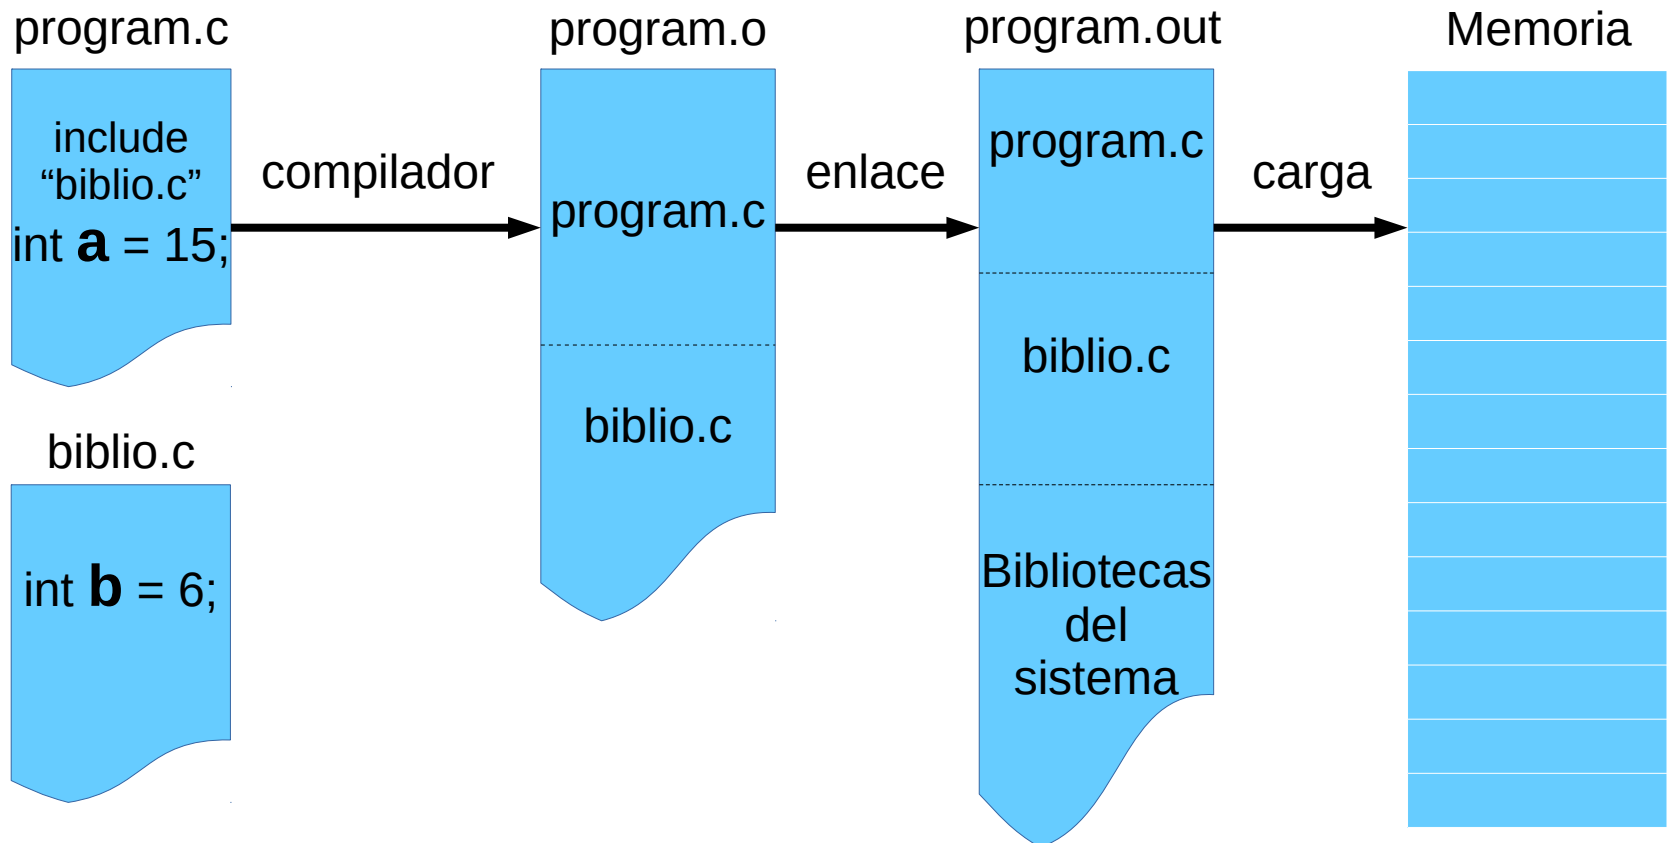 program.c
include
“biblio.c”
int a = 15;
biblio.c
int b = 6;
compilador
program.o
program.c
biblio.c
enlace
program.out
program.c
biblio.c
Bibliotecas
del
sistema
carga
Memoria